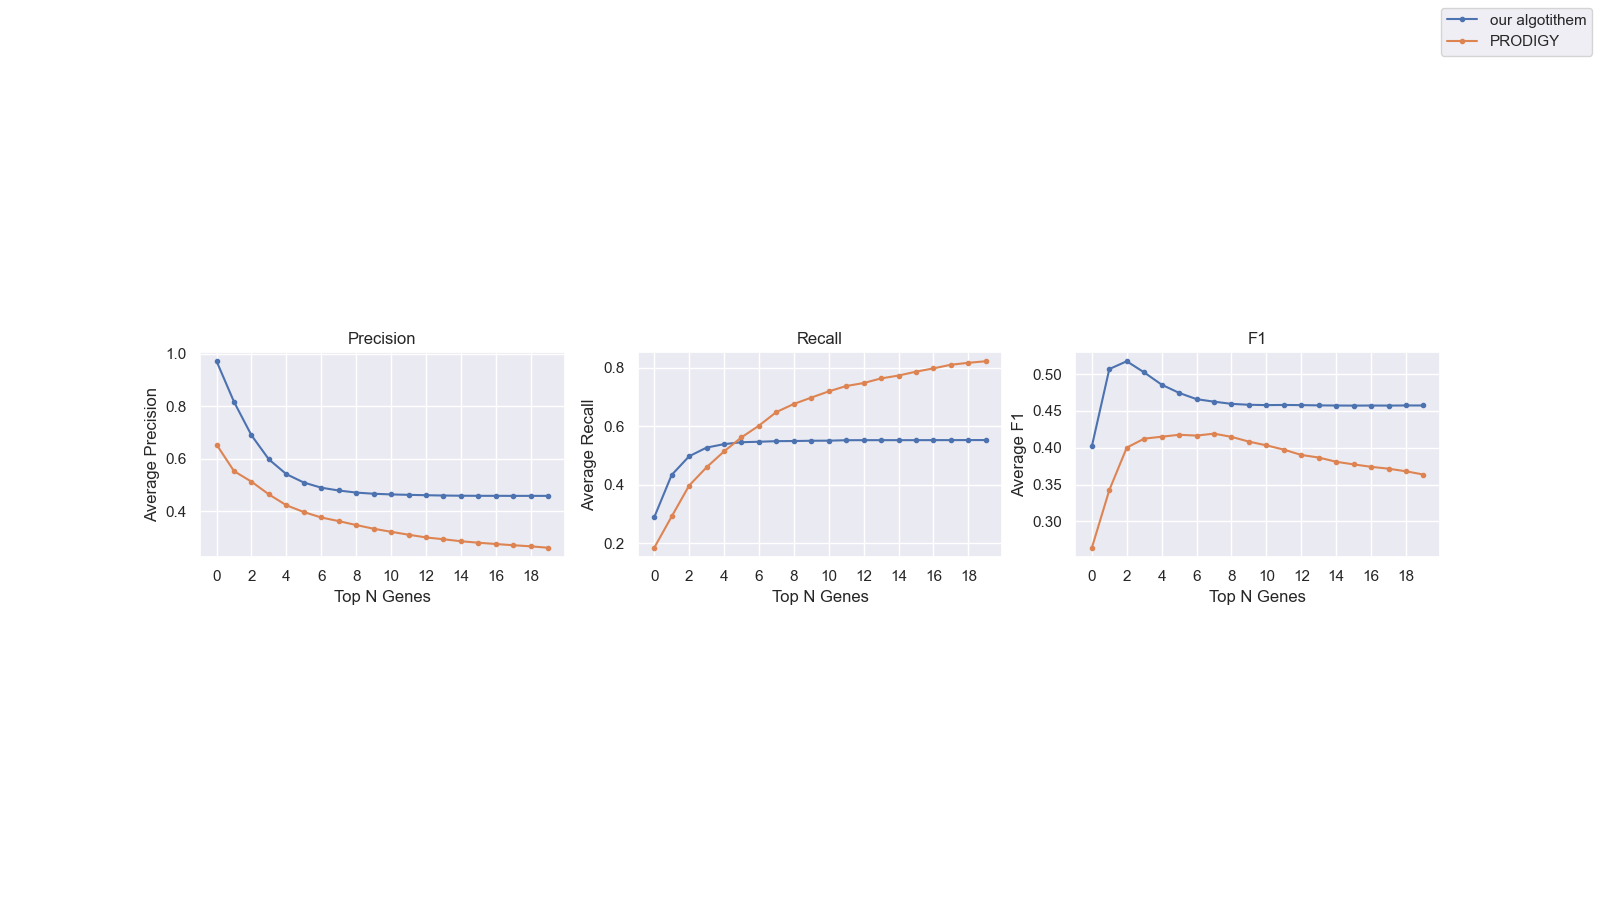 our algotithem
PRODIGY
Precision
Average Precision
1.0
0.8
0.6
0.4
0 2 4 6 8 10 12 14 16 18
Top N Genes
Recall
Average Recall
0.8
0.6
0.4
0.2
0 2 4 6 8 10 12 14 16 18
Top N Genes
F1
Average F1
0.50
0.45
0.40
0.35
0.30
0 2 4 6 8 10 12 14 16 18
Top N Genes